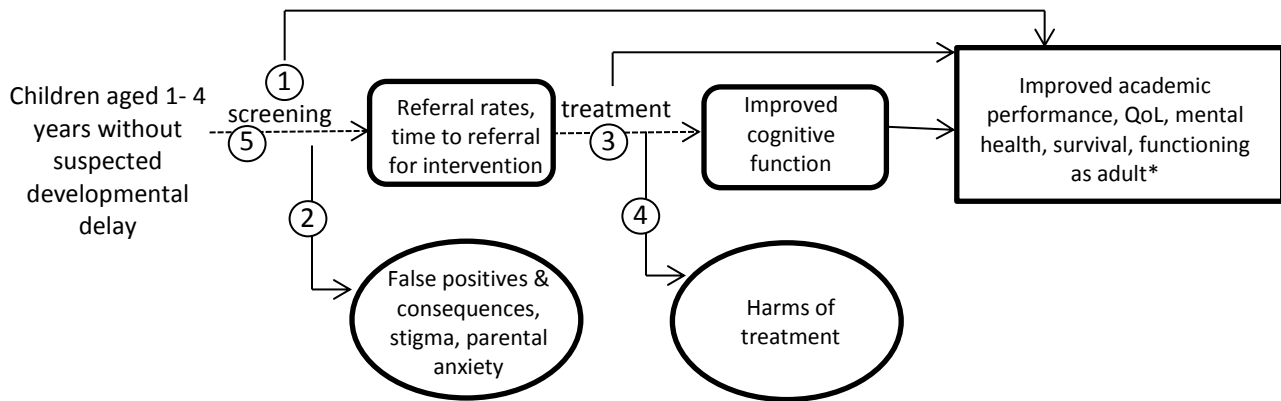 Children aged 1- 4
years without
suspected
developmental
delay
1
screening
5
2
Referral rates,
time to referral
for intervention
treatment
3
4
Improved
cognitive
function
Improved academic
performance, QoL, mental
health, survival, functioning
as adult*
False positives &
consequences,
stigma, parental
anxiety
Harms of
treatment